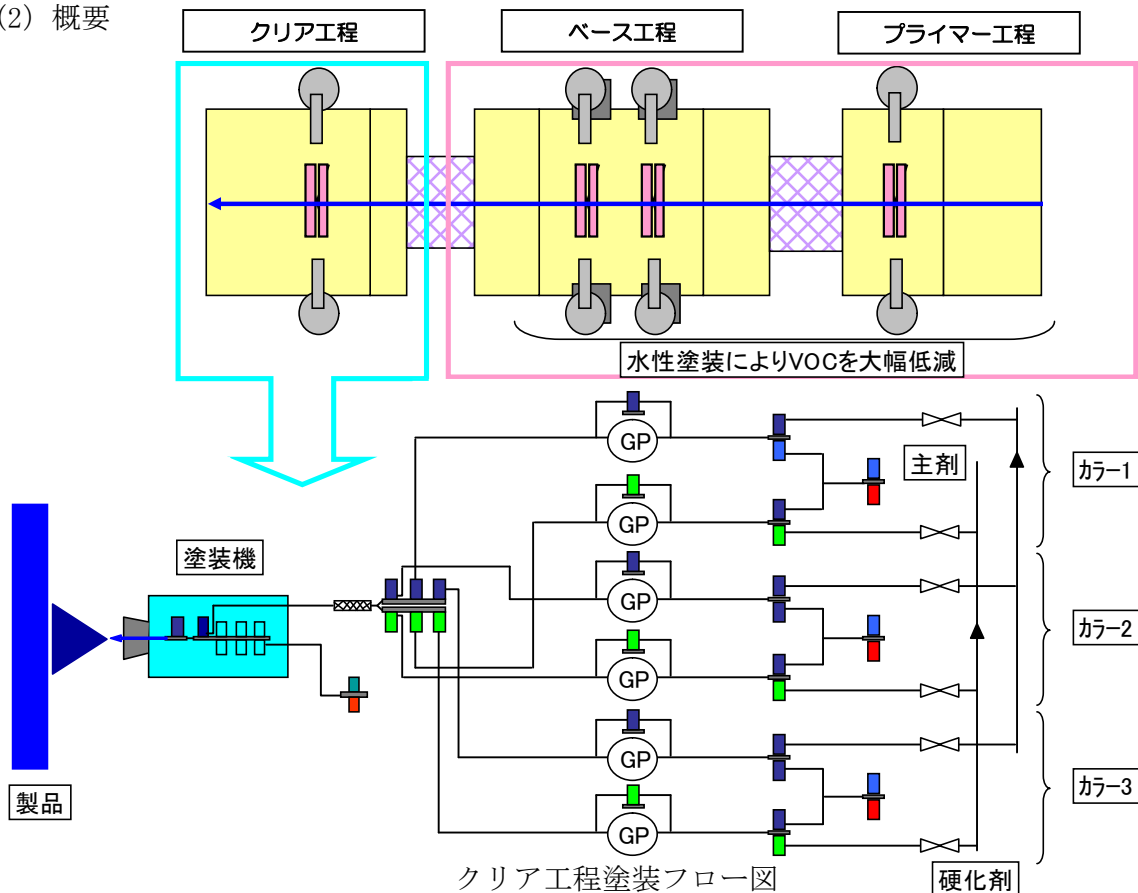 (2) 概要
クリア工程
ベース工程
プライマー工程
水性塗装によりVOCを大幅低減
GP
主剤
ｶﾗｰ1
GP
塗装機
GP
ｶﾗｰ2
GP
GP
ｶﾗｰ3
製品
GP
クリア工程塗装フロー図
硬化剤